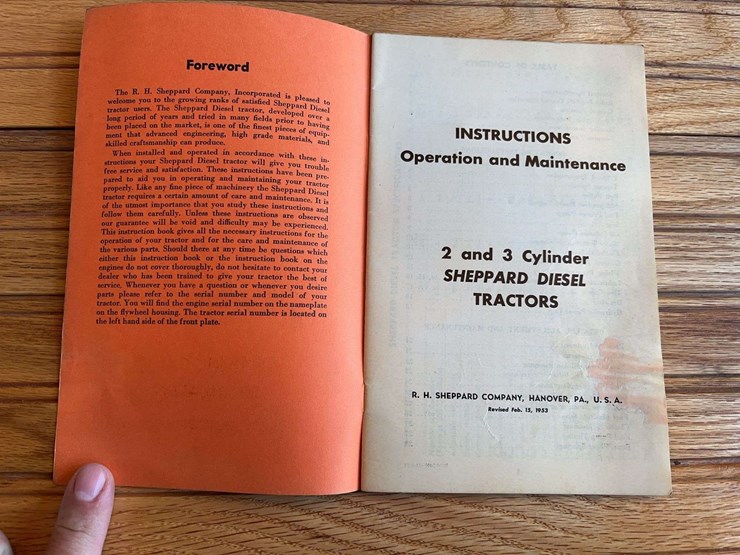 Foreword
The R. H. Sheppard Company, Incorporated is pleased to
welcome you to the growing ranks of satisfied Sheppard Diesel
tractor users. The Sheppard Diesel tractor, developed over a
long period of years and tried in many fields prior to having
been placed on the market, is one of the finest pieces of equip-
ment that advanced engineering, high grade materials, and
skilled craftsmanship can produce.
When installed and operated in accordance with these in-
structions your Sheppard Diesel tractor will give you trouble
free service and satisfaction. These instructions have been pre-
pared to aid you in operating and maintaining your tractor
properly. Like any fine piece of machinery the Sheppard Diesel
tractor requires a certain amount of care and maintenance. It is
of the utmost importance that you study these instructions and
follow them carefully. Unless these instructions are observed
our guarantee will be void and difficulty may be experienced.
This instruction book gives all the necessary instructions for the
operation of your tractor and for the care and maintenance of
the various parts. Should there at any time be questions which
either this instruction book or the instruction book on the
engines do not cover thoroughly, do not hesitate to contact your
dealer who has been trained to give your tractor the best of
service. Whenever you have a question or whenever you desire
parts please refer to the serial number and model of your
tractor. You will find the engine serial number on the nameplate
on the flywheel housing. The tractor serial number is located on
the left hand side of the front plate.
INSTRUCTIONS
Operation and Maintenance
2 and 3 Cylinder
SHEPPARD DIESEL
TRACTORS
R. H. SHEPPARD COMPANY, HANOVER, PA., U. S. A.
Revised Feb. 15, 1953